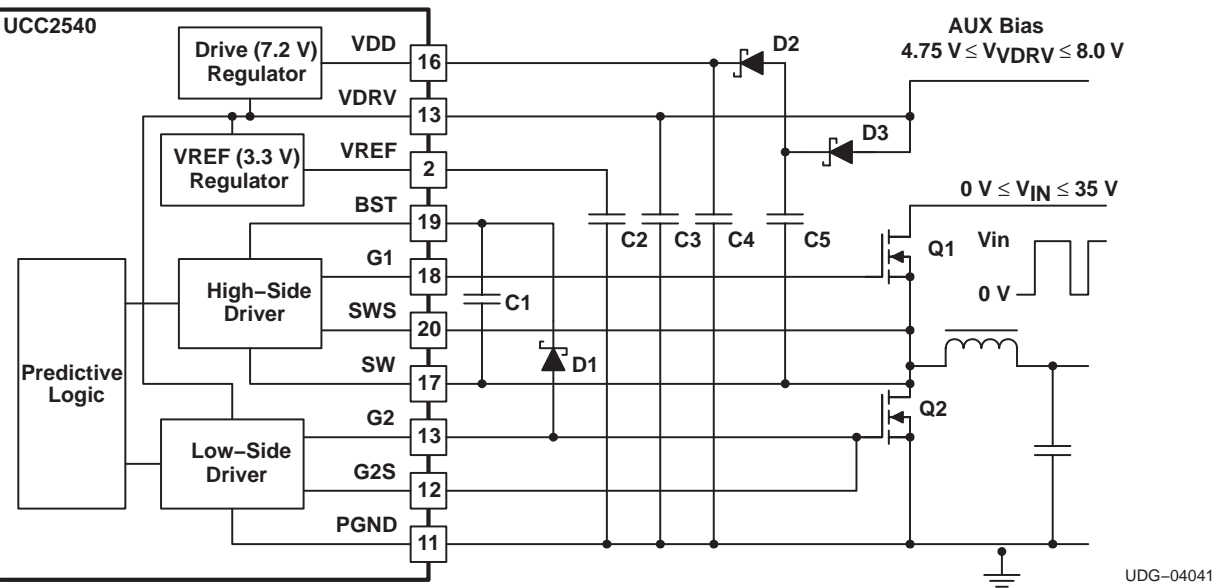 UCC2540
Drive (7.2 V)
Regulator
VREF (3.3 V)
Regulator
Predictive
Logic
High–Side
Driver
Low–Side
Driver
VDD
16
VDRV
13
VREF
2
BST
19
G1
18
SWS
20
SW
17
G2
13
G2S
12
PGND
11
C1
D1
C2
C3
C4
C5
D2
D3
AUX Bias
4.75 V ≤ VVDRV ≤ 8.0 V
0 V ≤ VIN ≤ 35 V
Q1
Vin
0 V
Q2
UDG–04041